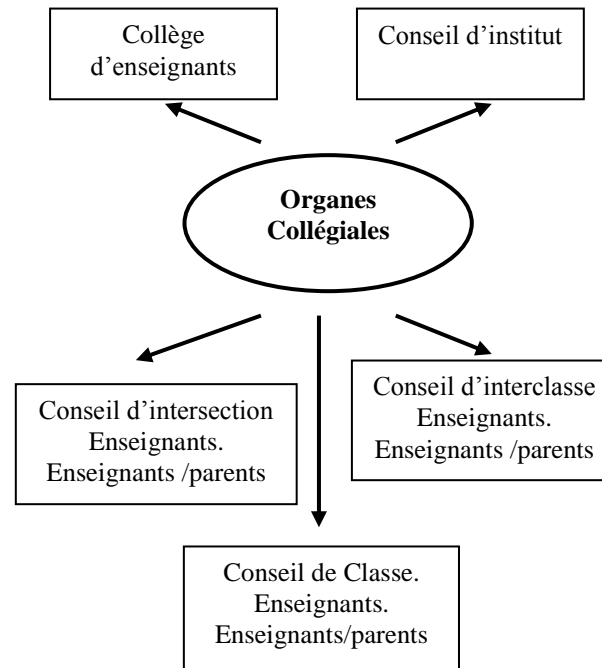 Collège
d’enseignants
Conseil d’institut
Organes
Collégiales
Conseil d’intersection
Enseignants.
Enseignants /parents
Conseil d’interclasse
Enseignants.
Enseignants /parents
Conseil de Classe.
Enseignants.
Enseignants/parents